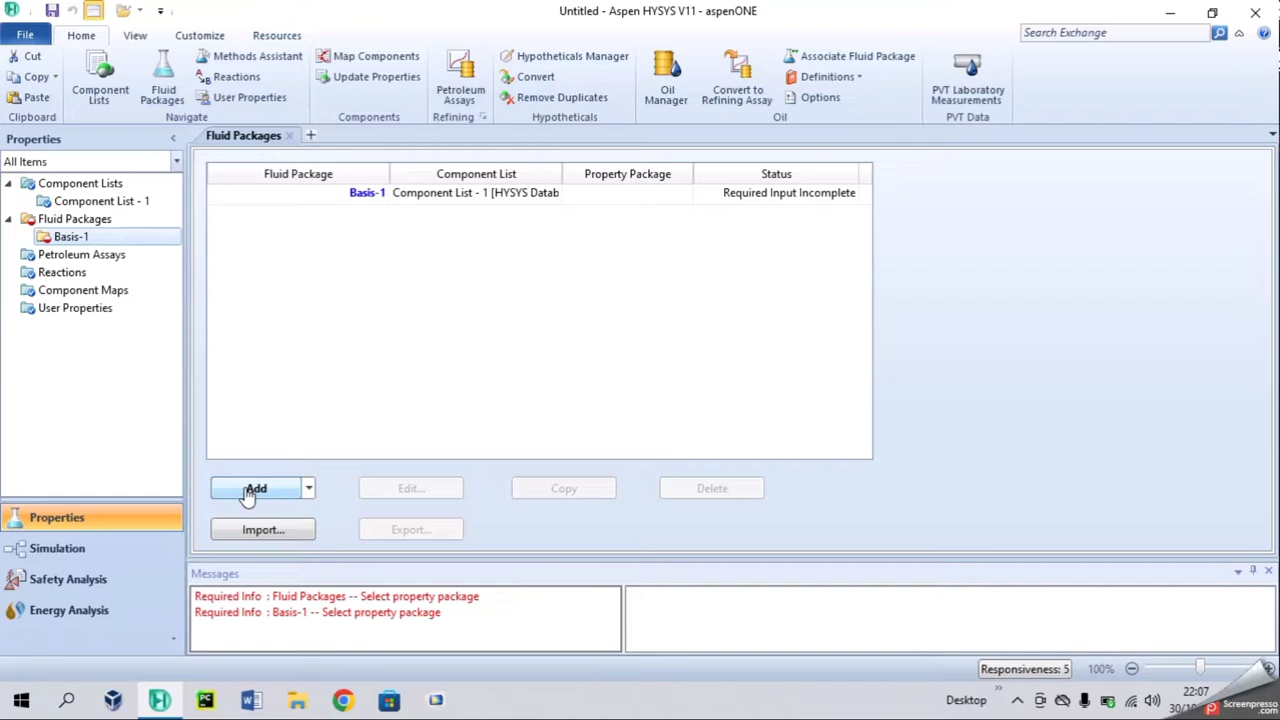 Untitled - Aspen HYSYS V11 - aspenONE
File
Home
View
Customize
Resources
Search Exchange
Cut
Copy
Paste
Clipboard
Component Lists
Fluid Packages
Methods Assistant
Reactions
User Properties
Navigate
Map Components
Update Properties
Components
Petroleum Assays
Refining
Hypotheticals Manager
Convert
Remove Duplicates
Hypotheticals
Oil Manager
Convert to Refining Assay
Associate Fluid Package
Definitions
Options
Oil
PVT Laboratory Measurements
PVT Data
Properties
All Items
Component Lists
Component List - 1
Fluid Packages
Basis-1
Petroleum Assays
Reactions
Component Maps
User Properties
Properties
Simulation
Safety Analysis
Energy Analysis
Fluid Packages
Fluid Package Component List Property Package Status
Basis-1 Component List - 1 [HYSYS Datab Required Input Incomplete
Add
Edit...
Copy
Delete
Import...
Export...
Messages
Required Info : Fluid Packages -- Select property package
Required Info : Basis-1 -- Select property package
Responsiveness: 5
100%
Desktop
22:07
Screenpresso
.com